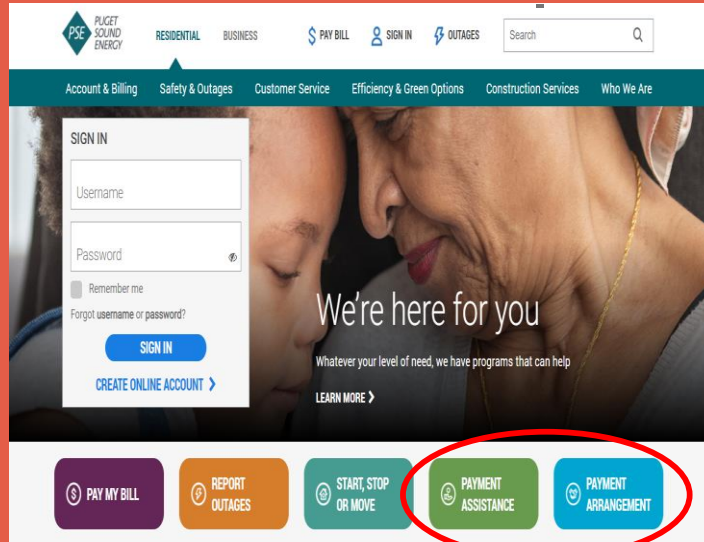 PSE
PUGET
SOUND
ENERGY
RESIDENTIAL
BUSINESS
$ PAY BILL
SIGN IN
OUTAGES
Search
Account & Billing
Safety & Outages
Customer Service
Efficiency & Green Options
Construction Services
Who We Are
SIGN IN
Username
Password
Remember me
Forgot username or password?
SIGN IN
CREATE ONLINE ACCOUNT >
We're here for you
Whatever your level of need, we have programs that can help
LEARN MORE >
$ PAY MY BILL
REPORT
OUTAGES
START, STOP
OR MOVE
PAYMENT
ASSISTANCE
PAYMENT
ARRANGEMENT